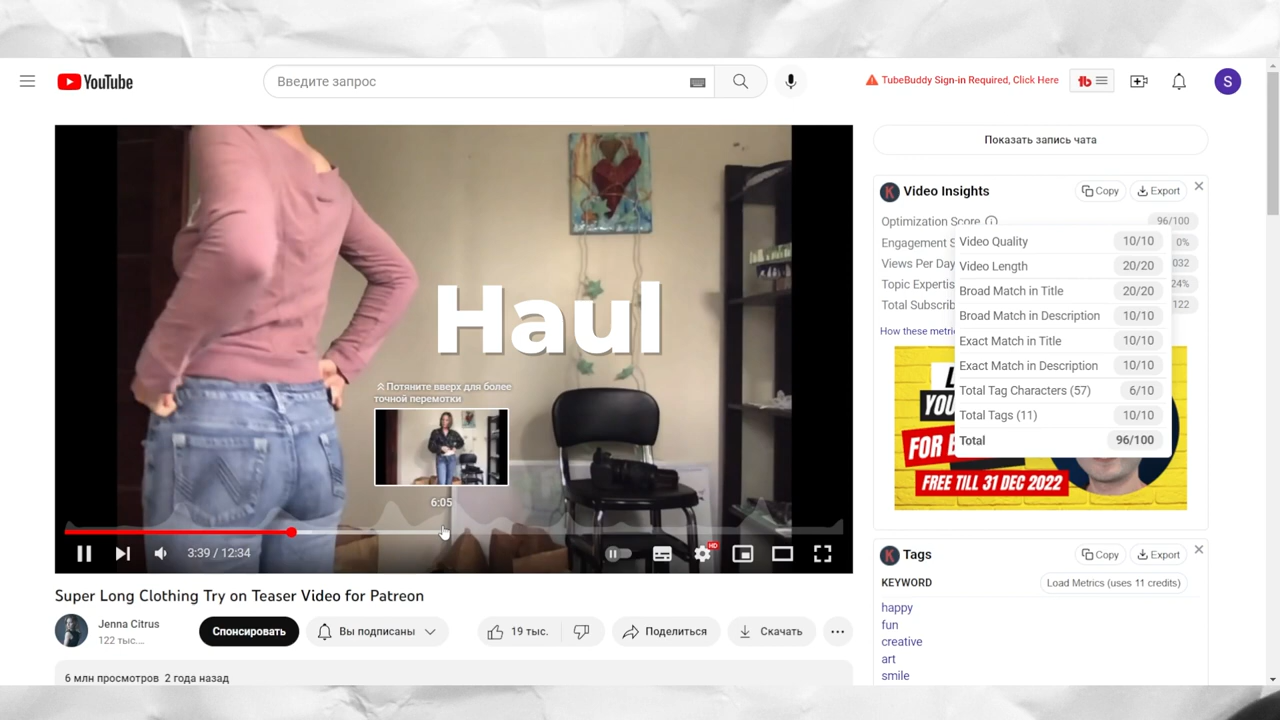 YouTube
Введите запрос
TubeBuddy Sign-in Required, Click Here
tb
S
Haul
Потяните вверх для более
точной перемотки
6:05
3:39 / 12:34
HD
Super Long Clothing Try on Teaser Video for Patreon
Jenna Citrus
122 тыс....
Спонсировать
Вы подписаны
19 тыс.
Поделиться
Скачать
6 млн просмотров 2 года назад
Показать запись чата
K Video Insights
Copy
Export
Optimization Score 96/100
Engagement S 0%
Views Per Day 032
Topic Expertis 24%
Total Subscrib 122
How these metri
Video Quality 10/10
Video Length 20/20
Broad Match in Title 20/20
Broad Match in Description 10/10
Exact Match in Title 10/10
Exact Match in Description 10/10
Total Tag Characters (57) 6/10
Total Tags (11) 10/10
Total 96/100
YOU
FOR
FREE TILL 31 DEC 2022
K Tags
Copy
Export
KEYWORD
Load Metrics (uses 11 credits)
happy
fun
creative
art
smile